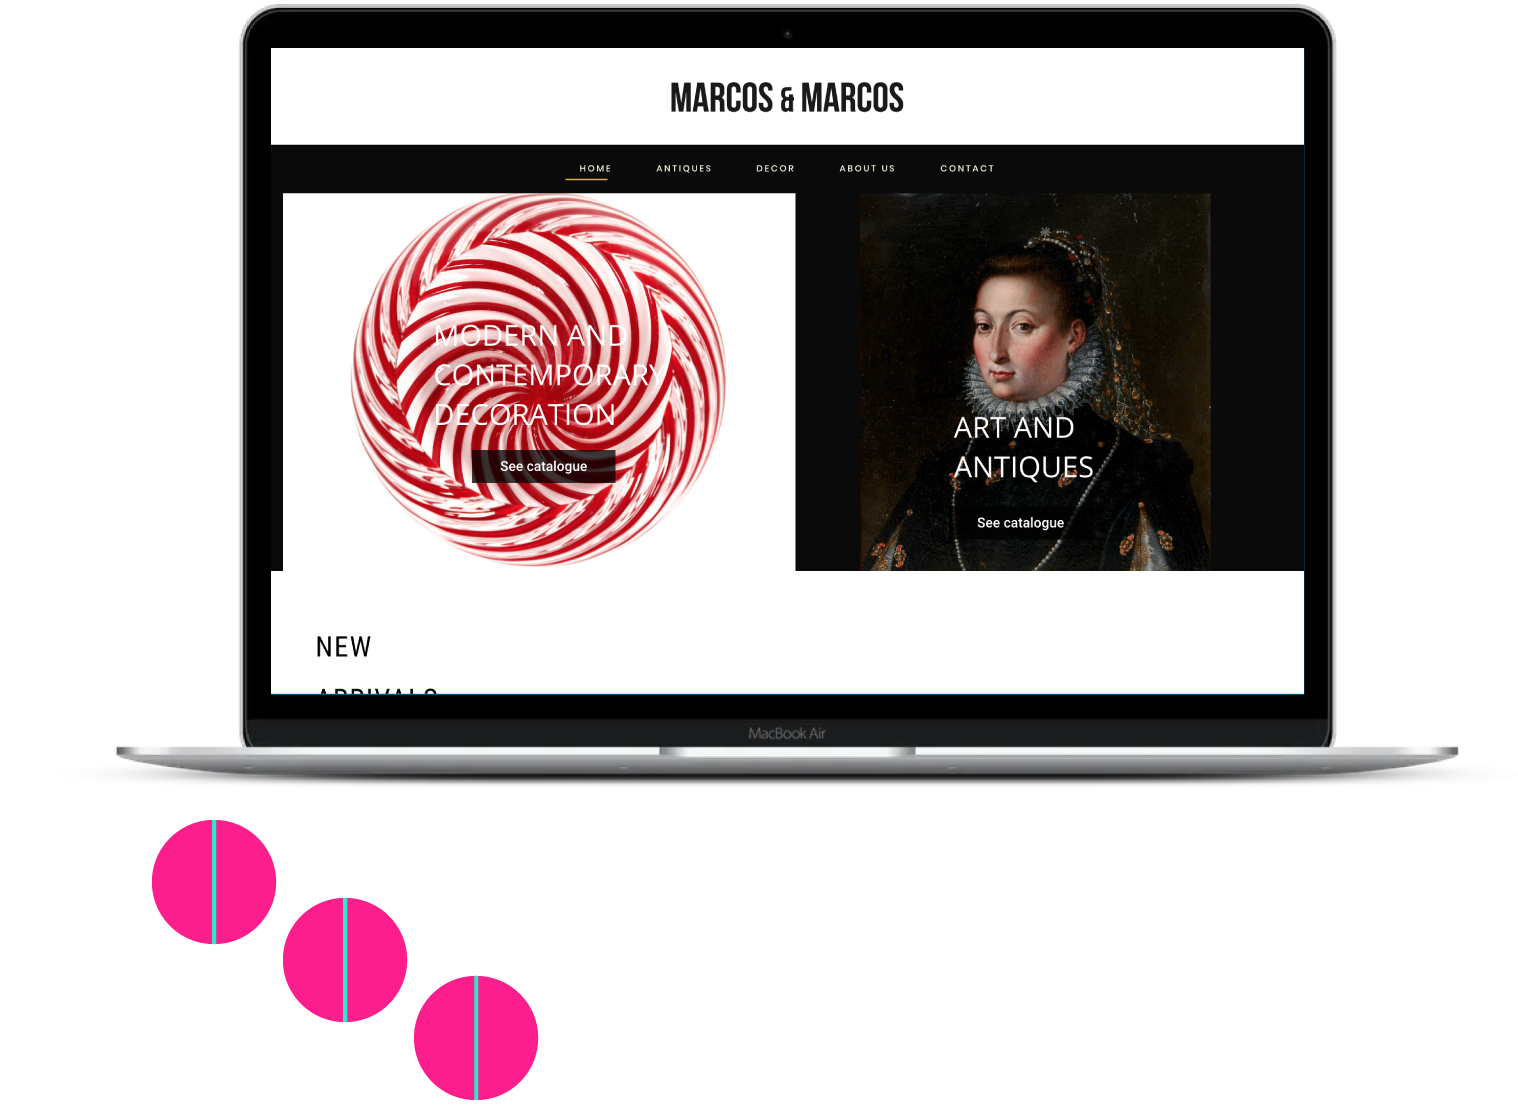 MARCOS & MARCOS
HOME ANTIQUES DECOR ABOUT US CONTACT
MODERN AND
CONTEMPORARY
DECORATION
See catalogue
ART AND
ANTIQUES
See catalogue
NEW
ARRIVALS
MacBook Air